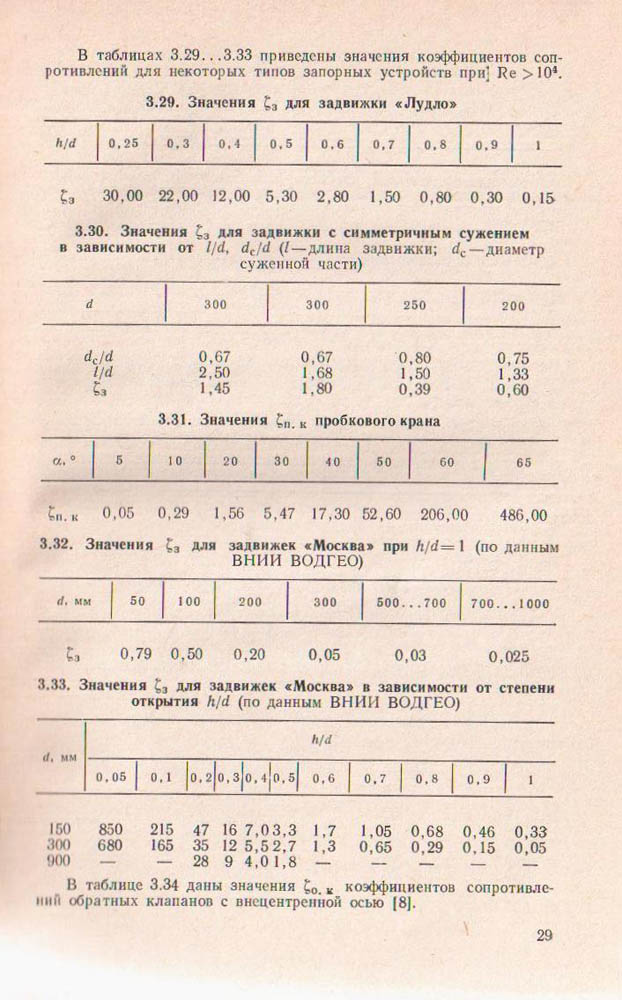 В таблицах 3.29...3.33 приведены значения коэффициентов соп-
ротивлений для некоторых типов запорных устройств при] Re > 10⁴.
3.29. Значения ζз для задвижки «Лудло»
h/d 0,25 0,3 0,4 0,5 0,6 0,7 0,8 0,9 1
ζз 30,00 22,00 12,00 5,30 2,80 1,50 0,80 0,30 0,15
3.30. Значения ζз для задвижки с симметричным сужением
в зависимости от l/d, dс/d (l — длина задвижки; dс — диаметр
суженной части)
d 300 300 250 200
dс/d 0,67 0,67 0,80 0,75
l/d 2,50 1,68 1,50 1,33
ζз 1,45 1,80 0,39 0,60
3.31. Значения ζп. к пробкового крана
α, ° 5 10 20 30 40 50 60 65
ζп. к 0,05 0,29 1,56 5,47 17,30 52,60 206,00 486,00
3.32. Значения ζз для задвижек «Москва» при h/d = 1 (по данным
ВНИИ ВОДГЕО)
d, мм 50 100 200 300 500...700 700...1000
ζз 0,79 0,50 0,20 0,05 0,03 0,025
3.33. Значения ζз для задвижек «Москва» в зависимости от степени
открытия h/d (по данным ВНИИ ВОДГЕО)
d, мм h/d
0,05 0,1 0,2 0,3 0,4 0,5 0,6 0,7 0,8 0,9 1
150 850 215 47 16 7,0 3,3 1,7 1,05 0,68 0,46 0,33
300 680 165 35 12 5,5 2,7 1,3 0,65 0,29 0.15 0,05
900 — — 28 9 4,0 1,8 — — — — —
В таблице 3.34 даны значения ζо. к коэффициентов сопротивле-
ний обратных клапанов с внецентренной осью [8].
29